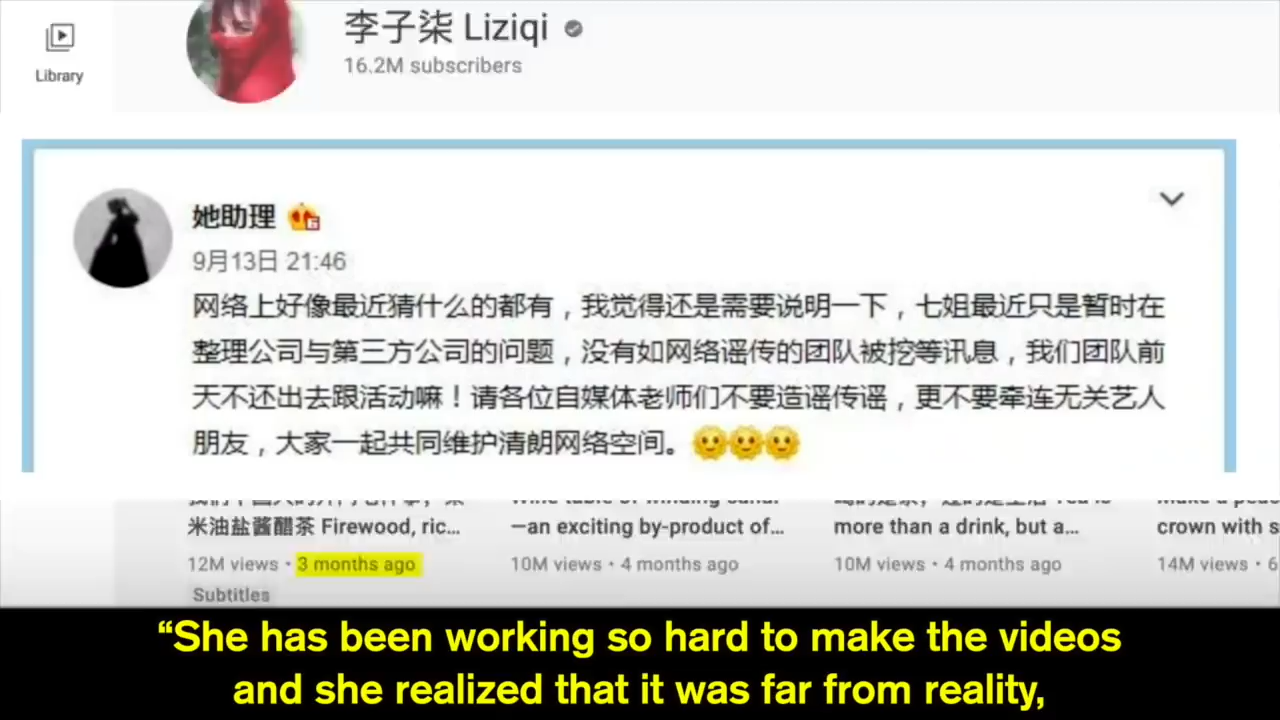 李子柒 Liziqi
16.2M subscribers
Library
她助理
9月13日 21:46
网络上好像最近猜什么的都有，我觉得还是需要说明一下，七姐最近只是暂时在
整理公司与第三方公司的问题，没有如网络谣传的团队被挖等讯息，我们团队前
天不还出去跟活动嘛！请各位自媒体老师们不要造谣传谣，更不要牵连无关艺人
朋友，大家一起共同维护清朗网络空间。
米油盐酱醋茶 Firewood, ric...
—an exciting by-product of...
more than a drink, but a...
crown with s
12M views • 3 months ago
10M views • 4 months ago
10M views • 4 months ago
14M views • 6
Subtitles
“She has been working so hard to make the videos
and she realized that it was far from reality,